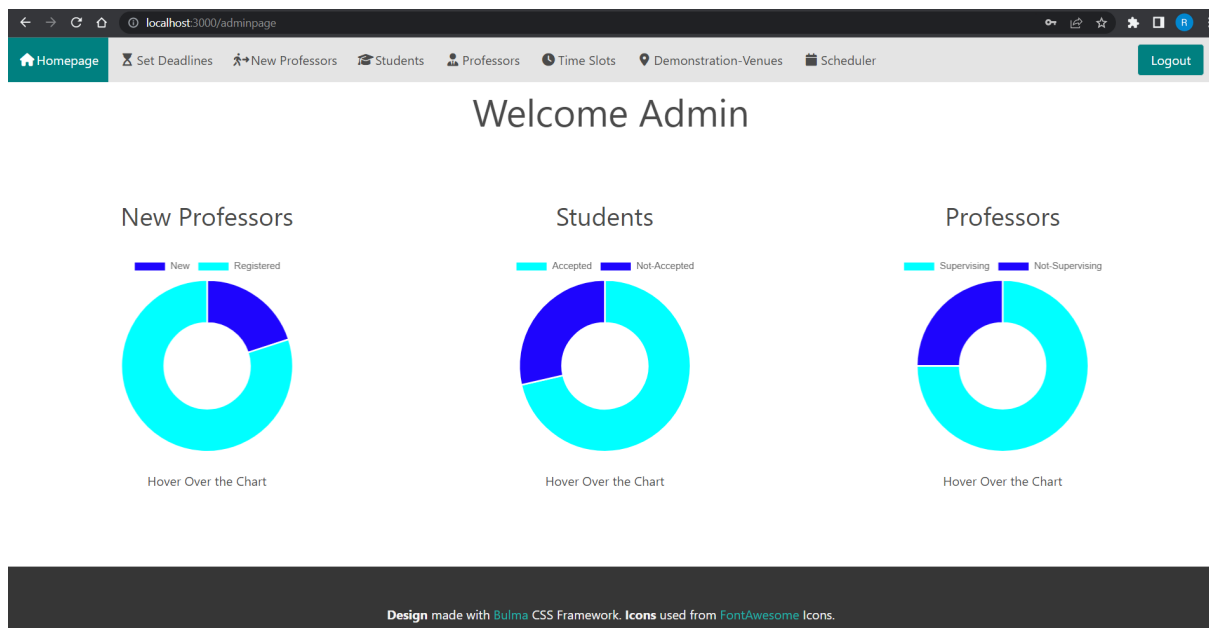 localhost:3000/adminpage R
Homepage Set Deadlines New Professors Students Professors Time Slots Demonstration-Venues Scheduler Logout
Welcome Admin
New Professors Students Professors
New Registered Accepted Not-Accepted Supervising Not-Supervising
Hover Over the Chart Hover Over the Chart Hover Over the Chart
Design made with Bulma CSS Framework. Icons used from FontAwesome Icons.